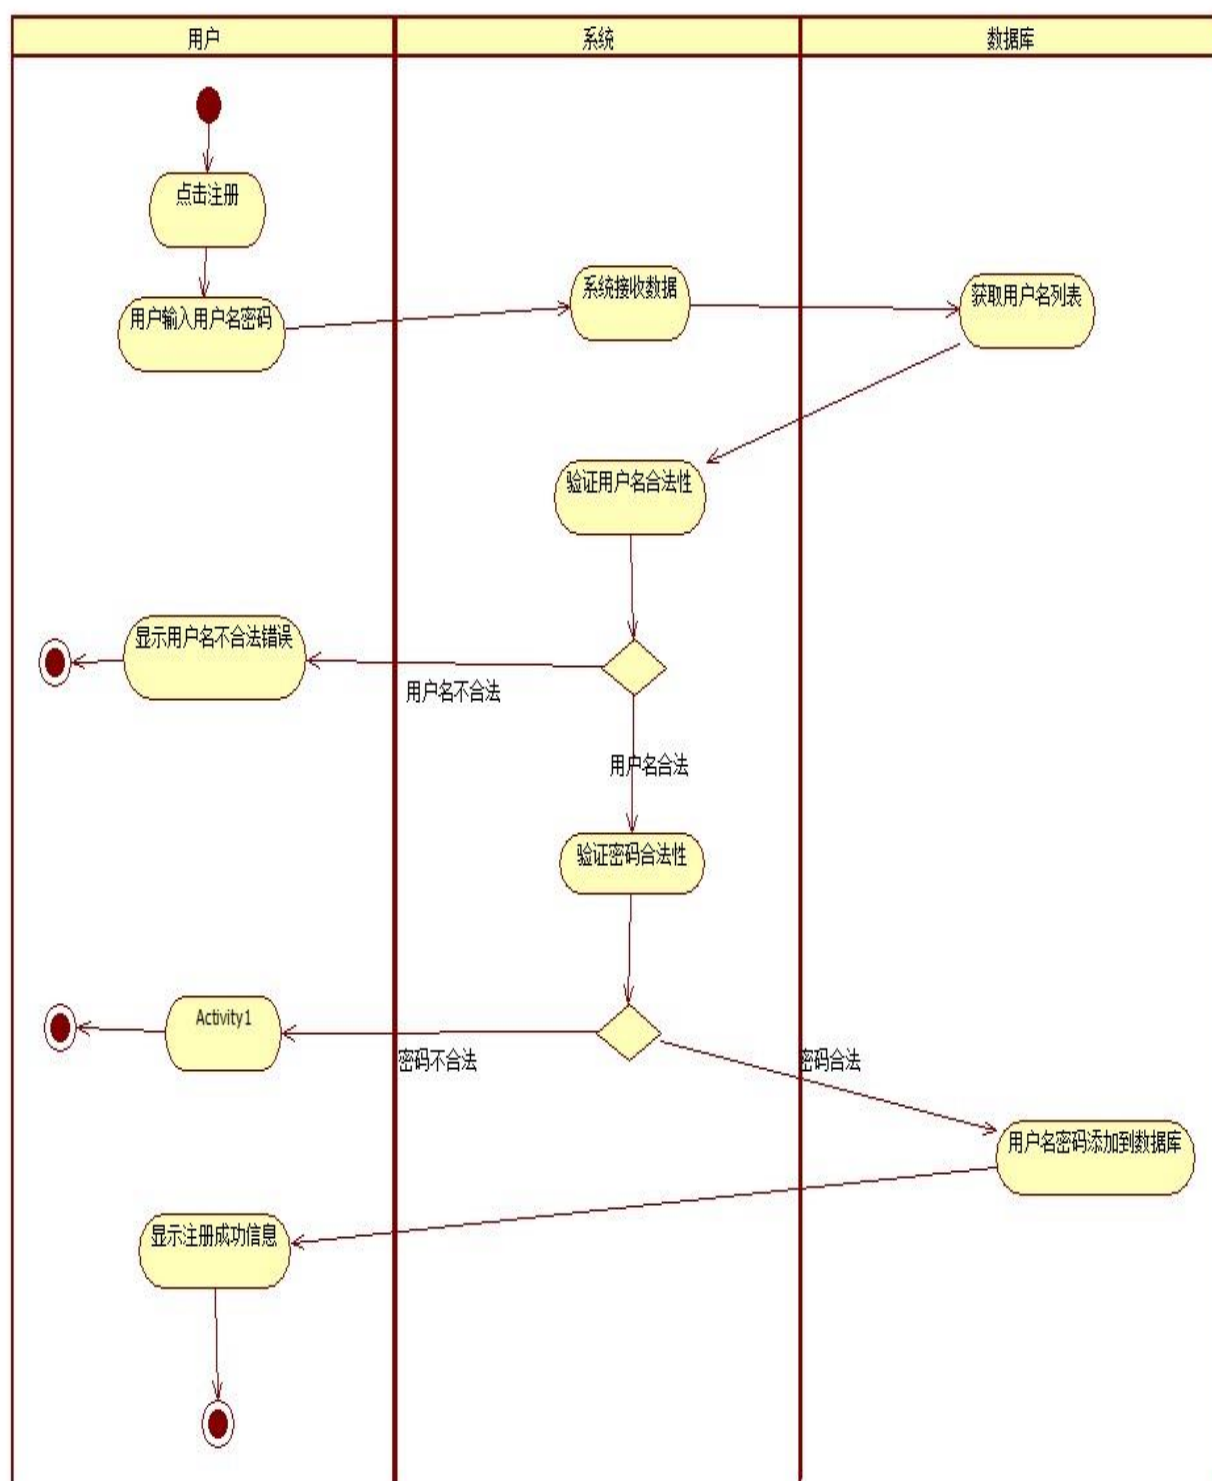 用户
系统
数据库
点击注册
用户输入用户名密码
系统接收数据
获取用户名列表
验证用户名合法性
显示用户名不合法错误
用户名不合法
用户名合法
验证密码合法性
Activity1
密码不合法
密码合法
用户名密码添加到数据库
显示注册成功信息